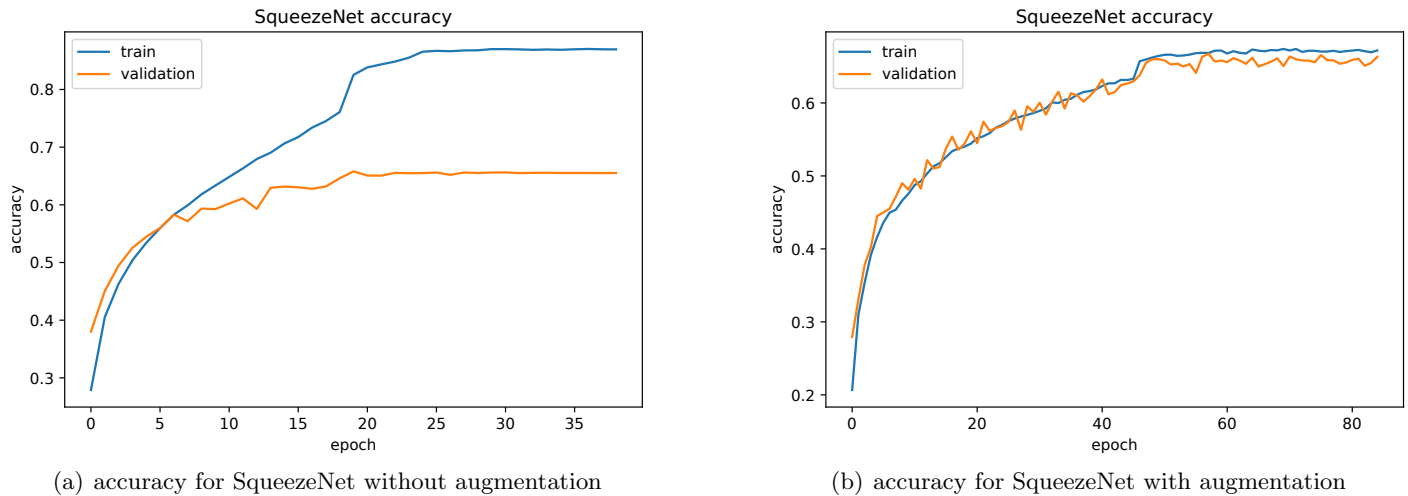 SqueezeNet accuracy
train
validation
0.8
0.7
0.6
0.5
0.4
0.3
accuracy
0 5 10 15 20 25 30 35
epoch
(a) accuracy for SqueezeNet without augmentation
SqueezeNet accuracy
train
validation
0.6
0.5
0.4
0.3
0.2
accuracy
0 20 40 60 80
epoch
(b) accuracy for SqueezeNet with augmentation